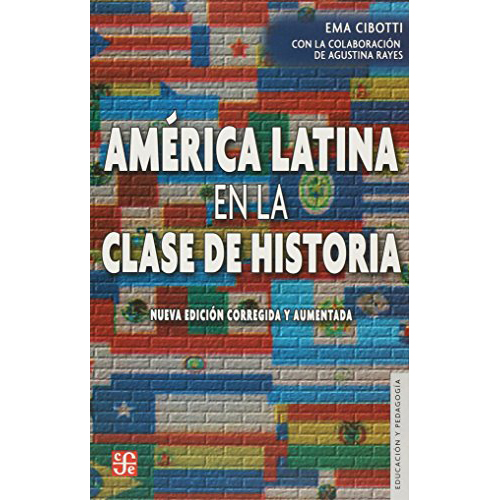 EMA CIBOTTI
CON LA COLABORACIÓN
DE AGUSTINA RAYES
AMÉRICA LATINA
EN LA
CLASE DE HISTORIA
NUEVA EDICIÓN CORREGIDA Y AUMENTADA
EDUCACIÓN Y PEDAGOGÍA
cfe